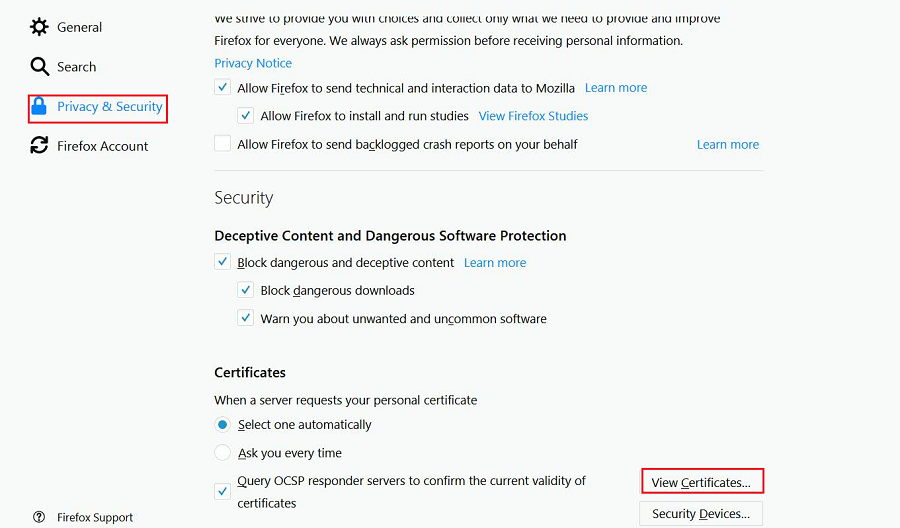 General
Search
Privacy & Security
Firefox Account
Firefox Support
We strive to provide you with choices and collect only what we need to provide and improve
Firefox for everyone. We always ask permission before receiving personal information.
Privacy Notice
Allow Firefox to send technical and interaction data to Mozilla Learn more
Allow Firefox to install and run studies View Firefox Studies
Allow Firefox to send backlogged crash reports on your behalf Learn more
Security
Deceptive Content and Dangerous Software Protection
Block dangerous and deceptive content Learn more
Block dangerous downloads
Warn you about unwanted and uncommon software
Certificates
When a server requests your personal certificate
Select one automatically
Ask you every time
Query OCSP responder servers to confirm the current validity of
certificates
View Certificates...
Security Devices...